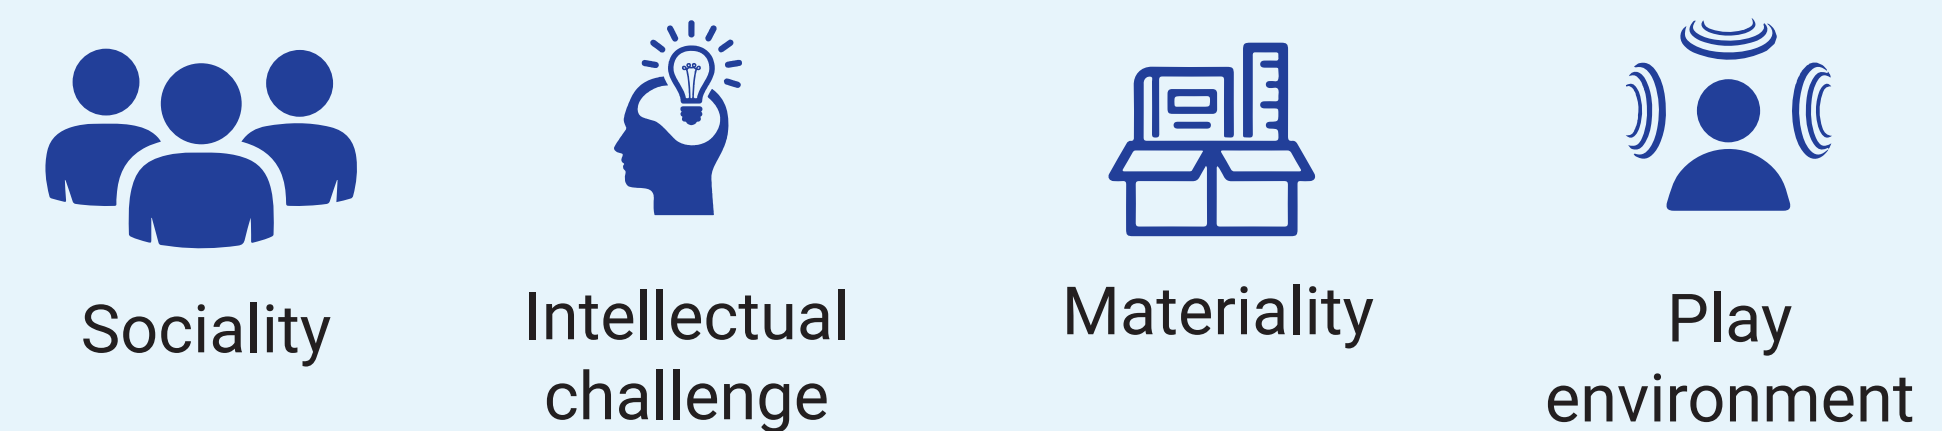 Sociality
Intellectual
challenge
Materiality
Play
environment